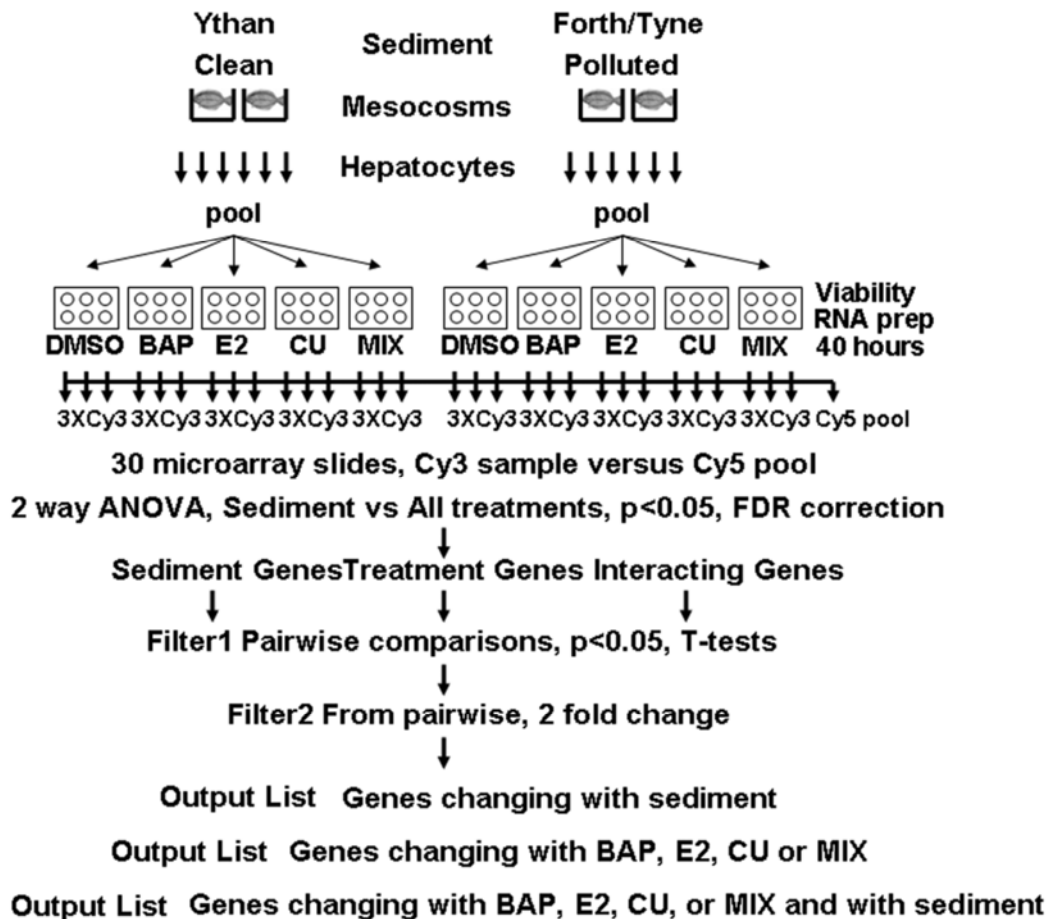 Ythan Sediment Forth/Tyne
Clean Polluted
Mesocosms
Hepatocytes
pool pool
DMSO BAP E2 CU MIX DMSO BAP E2 CU MIX
Viability
RNA prep
40 hours
3XCy3 3XCy3 3XCy3 3XCy3 3XCy3 3XCy3 3XCy3 3XCy3 3XCy3 3XCy3 Cy5 pool
30 microarray slides, Cy3 sample versus Cy5 pool
2 way ANOVA, Sediment vs All treatments, p<0.05, FDR correction
Sediment GenesTreatment Genes Interacting Genes
Filter1 Pairwise comparisons, p<0.05, T-tests
Filter2 From pairwise, 2 fold change
Output List Genes changing with sediment
Output List Genes changing with BAP, E2, CU or MIX
Output List Genes changing with BAP, E2, CU, or MIX and with sediment